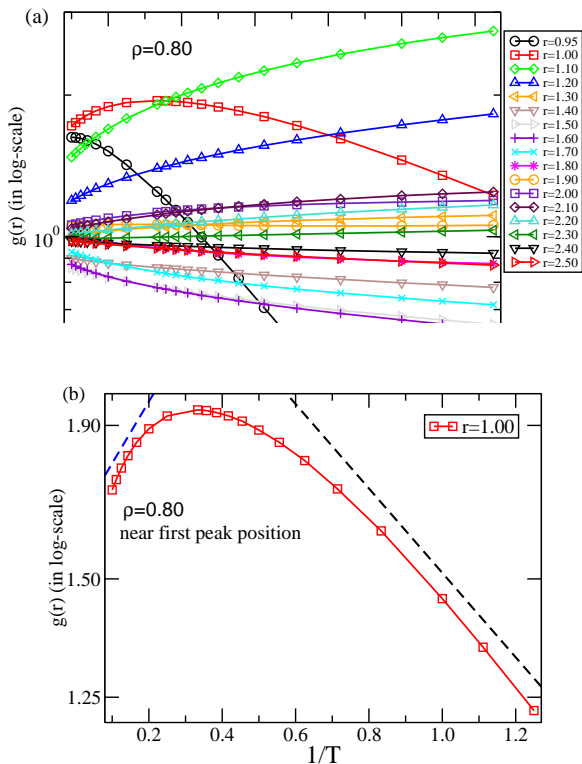 (a)
ρ=0.80
g(r) (in log-scale)
10⁰
r=0.95
r=1.00
r=1.10
r=1.20
r=1.30
r=1.40
r=1.50
r=1.60
r=1.70
r=1.80
r=1.90
r=2.00
r=2.10
r=2.20
r=2.30
r=2.40
r=2.50
(b)
r=1.00
1.90
ρ=0.80
near first peak position
g(r) (in log-scale)
1.50
1.25
0.2 0.4 0.6 0.8 1.0 1.2
1/T